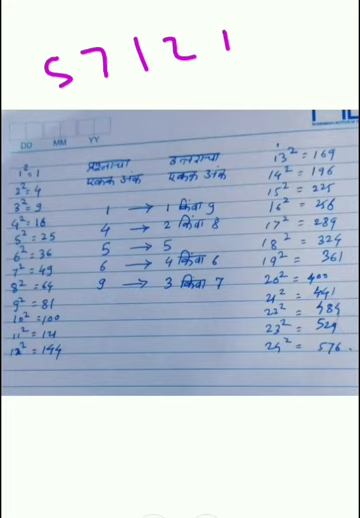 57121
DD MM YY
1² = 1
2² = 4
3² = 9
4² = 16
5² = 25
6² = 36
7² = 49
8² = 64
9² = 81
10² = 100
11² = 121
12² = 144
प्रश्नाचा उत्तराचा
एकक अंक एकक अंक
1 → 1 किंवा 9
4 → 2 किंवा 8
5 → 5
6 → 4 किंवा 6
9 → 3 किंवा 7
13² = 169
14² = 196
15² = 225
16² = 256
17² = 289
18² = 324
19² = 361
20² = 400
21² = 441
22² = 484
23² = 529
24² = 576.